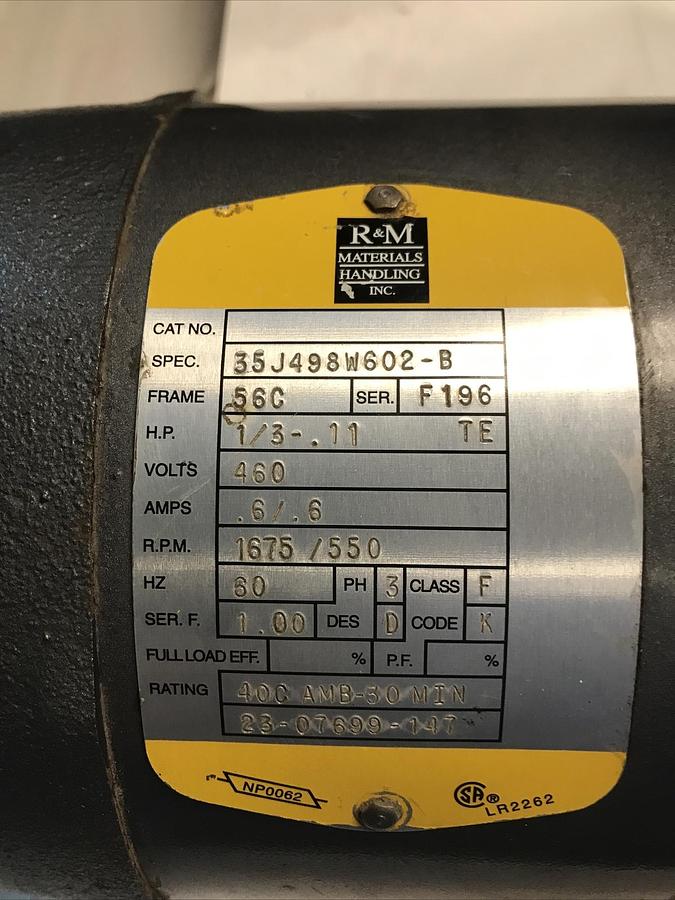 R&M
MATERIALS
HANDLING
INC.
CAT NO.
SPEC. 35J498W602-B
FRAME 56C SER. F196
H.P. 1/3-.11 TE
VOLTS 460
AMPS .6/.6
R.P.M. 1675 /550
HZ 60 PH 3 CLASS F
SER. F. 1.00 DES D CODE K
FULL LOAD EFF. % P.F. %
RATING 40C AMB-30 MIN
23-07699-147
NP0062
SA ®
LR2262